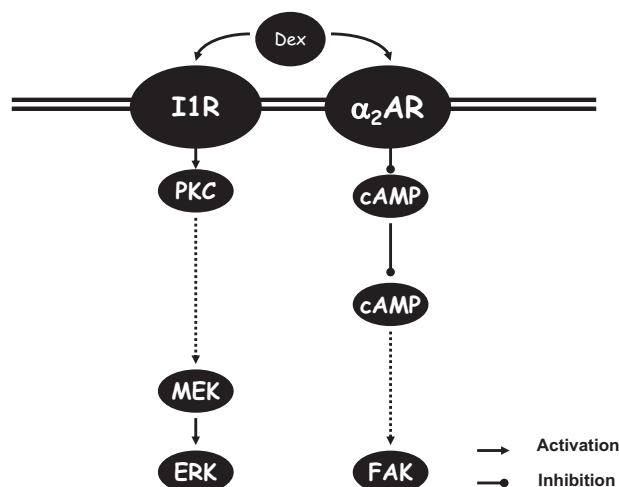 Dex
I1R
α₂AR
PKC
cAMP
cAMP
MEK
ERK
FAK
Activation
Inhibition